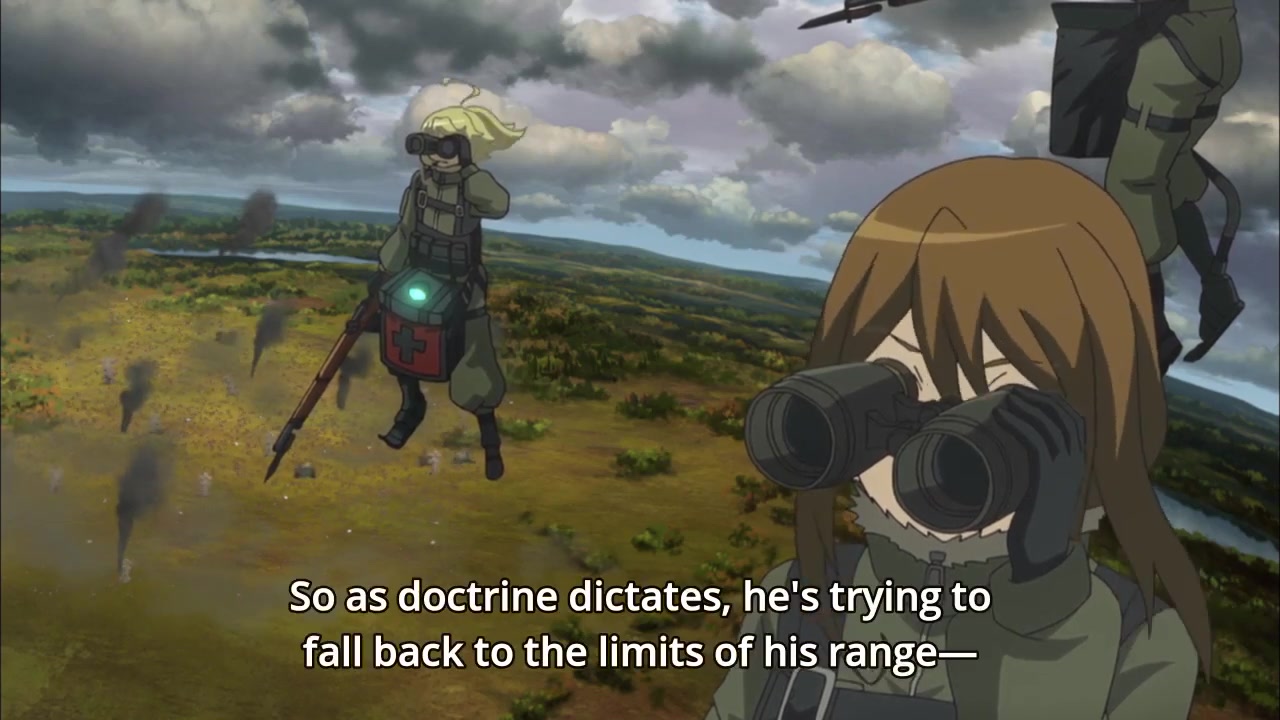 So as doctrine dictates, he's trying to
fall back to the limits of his range—